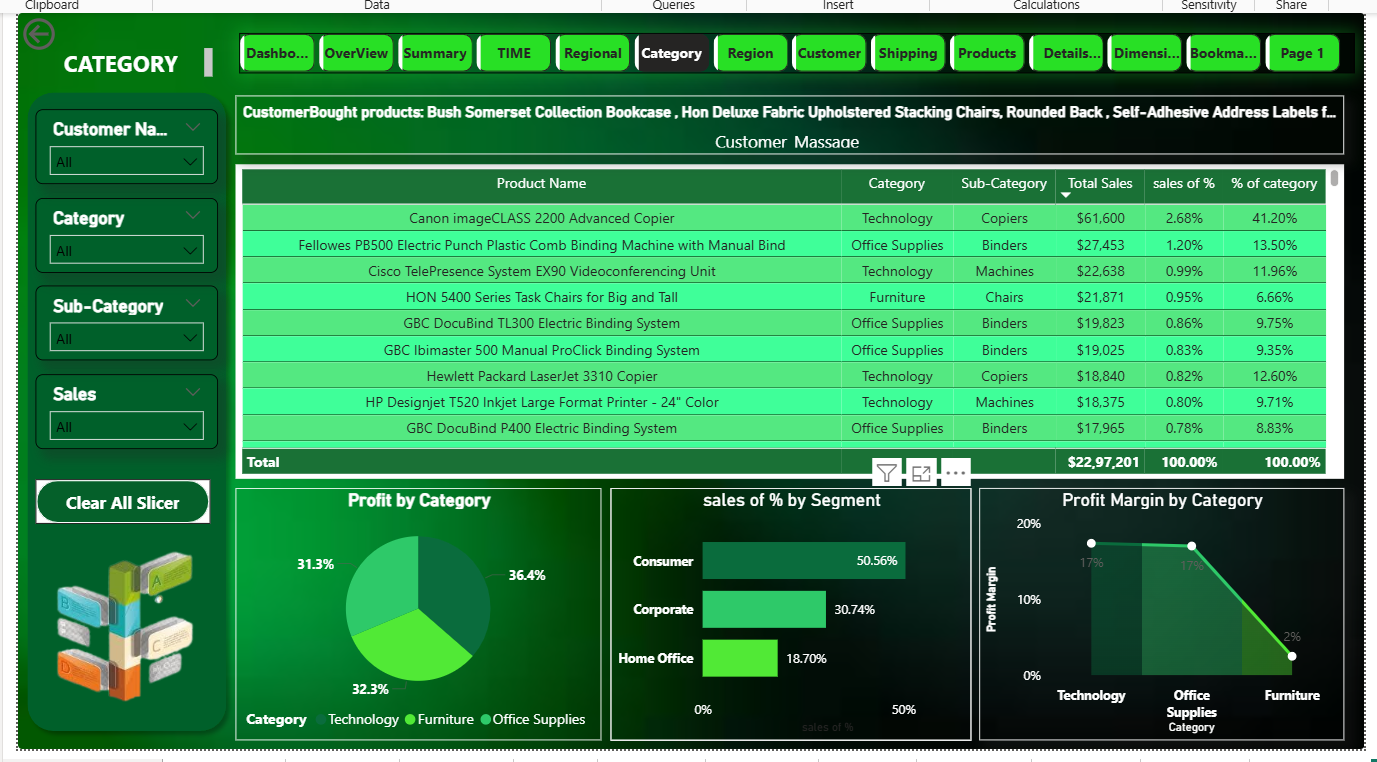 Clipboard
Data
Queries
Insert
Calculations
Sensitivity
Share
CATEGORY
Dashbo...
OverView
Summary
TIME
Regional
Category
Region
Customer
Shipping
Products
Details...
Dimensi...
Bookma...
Page 1
CustomerBought products: Bush Somerset Collection Bookcase , Hon Deluxe Fabric Upholstered Stacking Chairs, Rounded Back , Self-Adhesive Address Labels f...
Customer Massage
Customer Na...
All
Category
All
Sub-Category
All
Sales
All
Clear All Slicer
A
B
C
D
Product Name Category Sub-Category Total Sales sales of % % of category
Canon imageCLASS 2200 Advanced Copier Technology Copiers $61,600 2.68% 41.20%
Fellowes PB500 Electric Punch Plastic Comb Binding Machine with Manual Bind Office Supplies Binders $27,453 1.20% 13.50%
Cisco TelePresence System EX90 Videoconferencing Unit Technology Machines $22,638 0.99% 11.96%
HON 5400 Series Task Chairs for Big and Tall Furniture Chairs $21,871 0.95% 6.66%
GBC DocuBind TL300 Electric Binding System Office Supplies Binders $19,823 0.86% 9.75%
GBC Ibimaster 500 Manual ProClick Binding System Office Supplies Binders $19,025 0.83% 9.35%
Hewlett Packard LaserJet 3310 Copier Technology Copiers $18,840 0.82% 12.60%
HP Designjet T520 Inkjet Large Format Printer - 24" Color Technology Machines $18,375 0.80% 9.71%
GBC DocuBind P400 Electric Binding System Office Supplies Binders $17,965 0.78% 8.83%
Total $22,97,201 100.00% 100.00%
Profit by Category
31.3%
36.4%
32.3%
Category Technology Furniture Office Supplies
sales of % by Segment
Consumer 50.56%
Corporate 30.74%
Home Office 18.70%
0% 50%
sales of %
Profit Margin by Category
Profit Margin
20%
10%
0%
17%
17%
2%
Technology
Office
Supplies
Furniture
Category